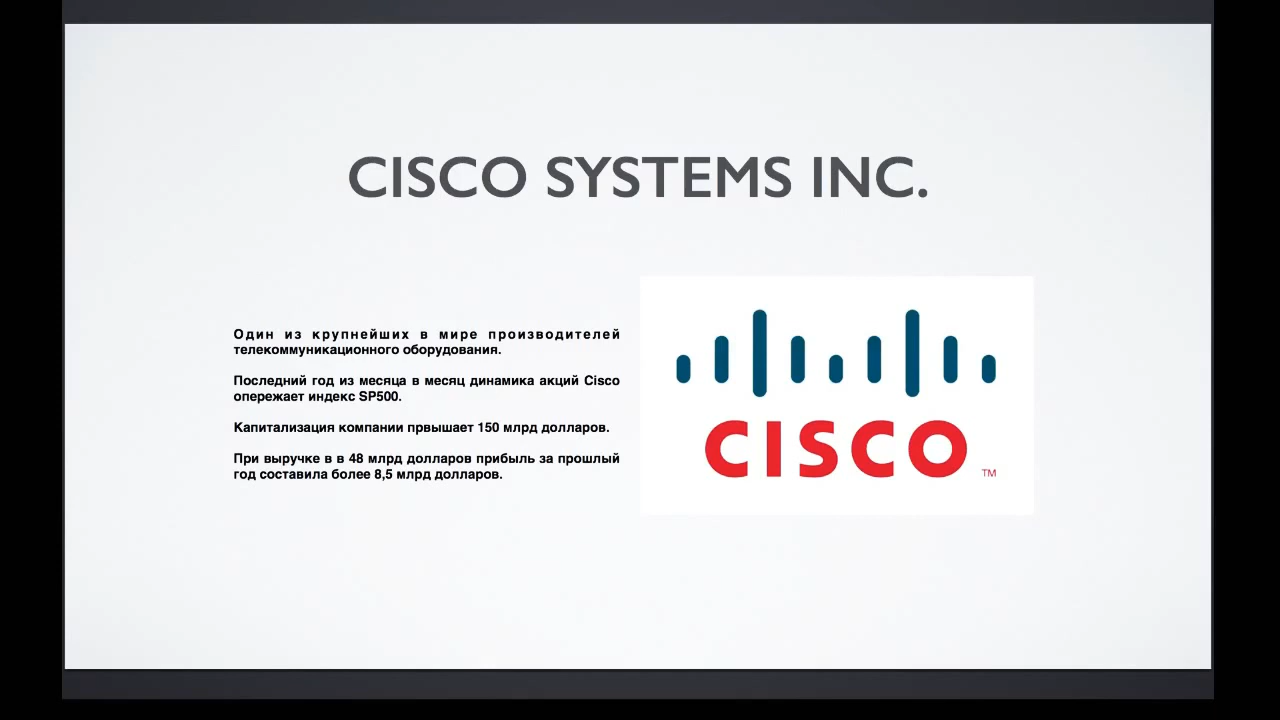 CISCO SYSTEMS INC.
Один из крупнейших в мире производителей
телекоммуникационного оборудования.
Последний год из месяца в месяц динамика акций Cisco
опережает индекс SP500.
Капитализация компании првышает 150 млрд долларов.
При выручке в в 48 млрд долларов прибыль за прошлый
год составила более 8,5 млрд долларов.
CISCO TM